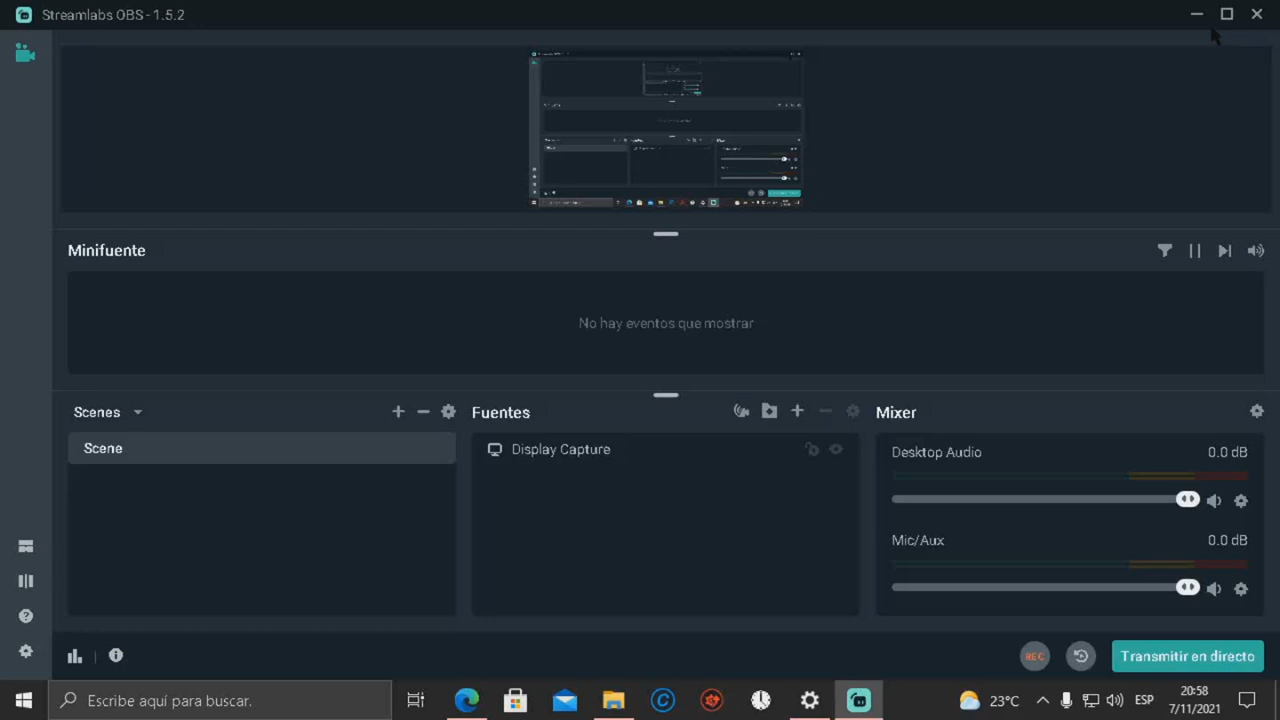 Streamlabs OBS - 1.5.2
Minifuente
No hay eventos que mostrar
Scenes
Scene
Fuentes
Display Capture
Mixer
Desktop Audio 0.0 dB
Mic/Aux 0.0 dB
REC
Transmitir en directo
Escribe aquí para buscar.
23°C
ESP
20:58
7/11/2021